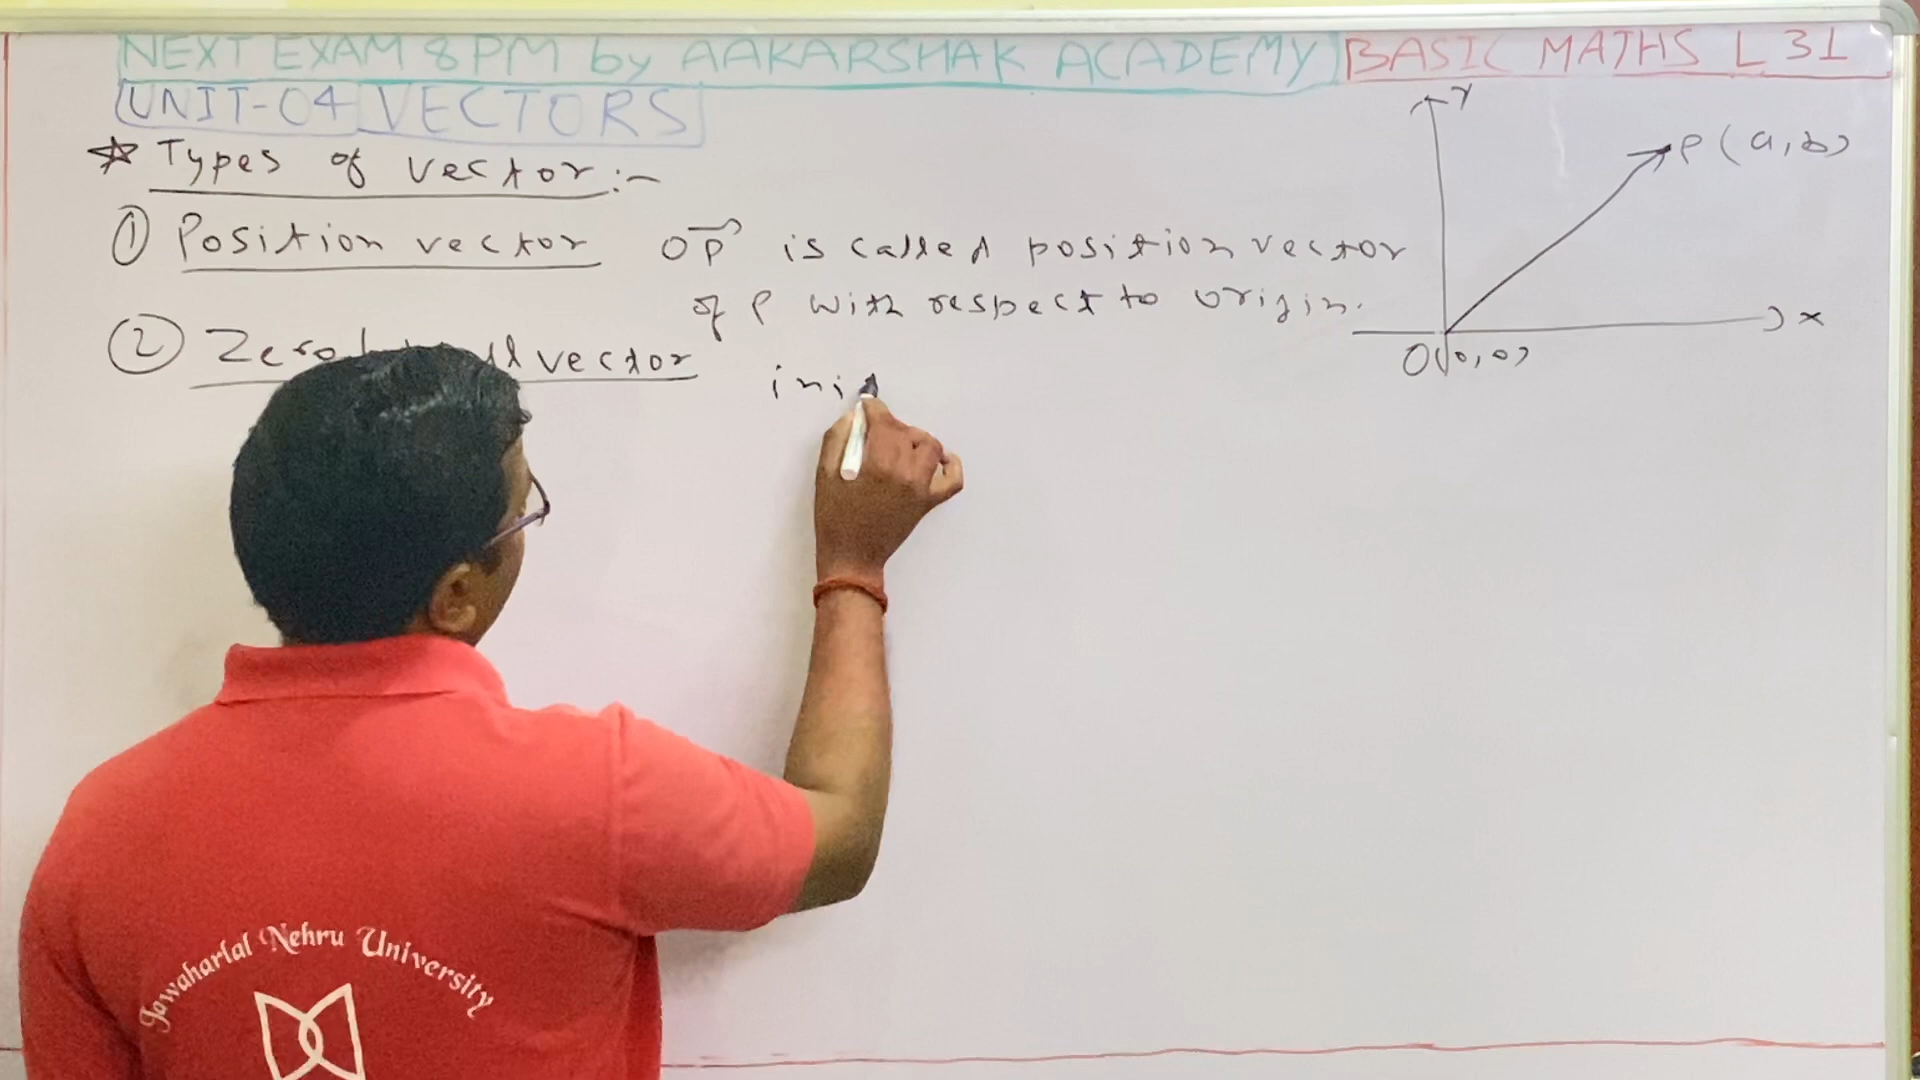 NEXT EXAM 8PM by AAKARSHAK ACADEMY BASIC MATHS L 31
UNIT-04 VECTORS
☆ Types of vector:-
① Position vector OP⃗ is called position vector
of P with respect to origin.
② Zero vector ini
Y
P(a,b)
X
O(0,0)
Jawaharlal Nehru University